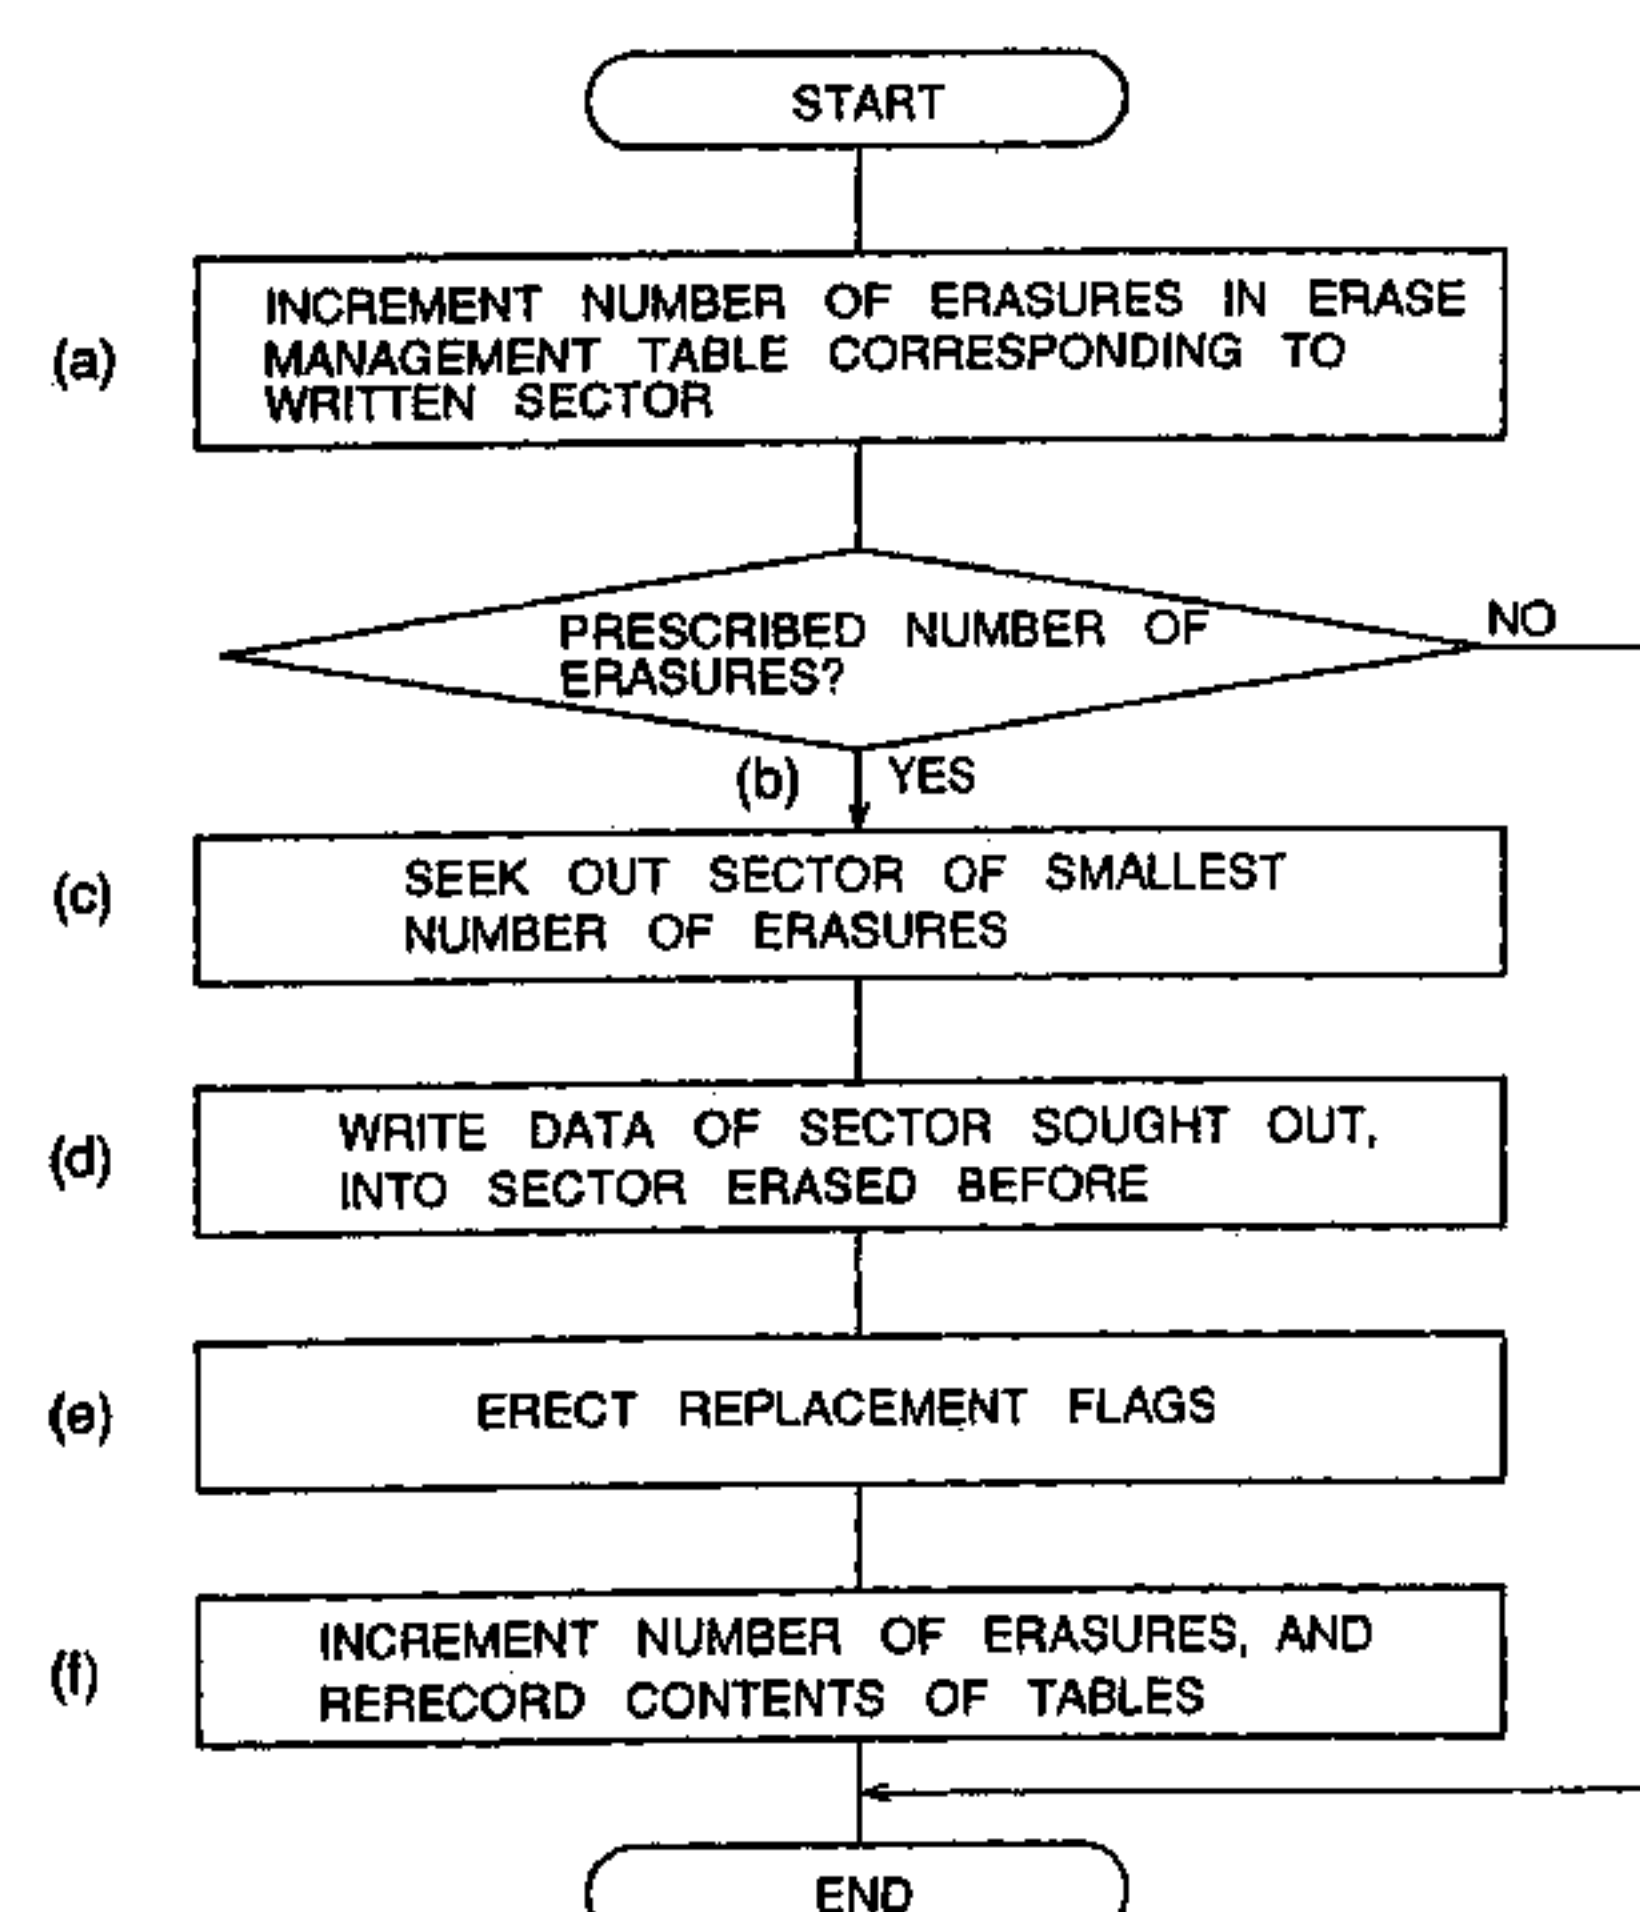 START
(a)
INCREMENT NUMBER OF ERASURES IN ERASE
MANAGEMENT TABLE CORRESPONDING TO
WRITTEN SECTOR
PRESCRIBED NUMBER OF
ERASURES?
NO
(b)
YES
(c)
SEEK OUT SECTOR OF SMALLEST
NUMBER OF ERASURES
(d)
WRITE DATA OF SECTOR SOUGHT OUT,
INTO SECTOR ERASED BEFORE
(e)
ERECT REPLACEMENT FLAGS
(f)
INCREMENT NUMBER OF ERASURES, AND
RERECORD CONTENTS OF TABLES
END